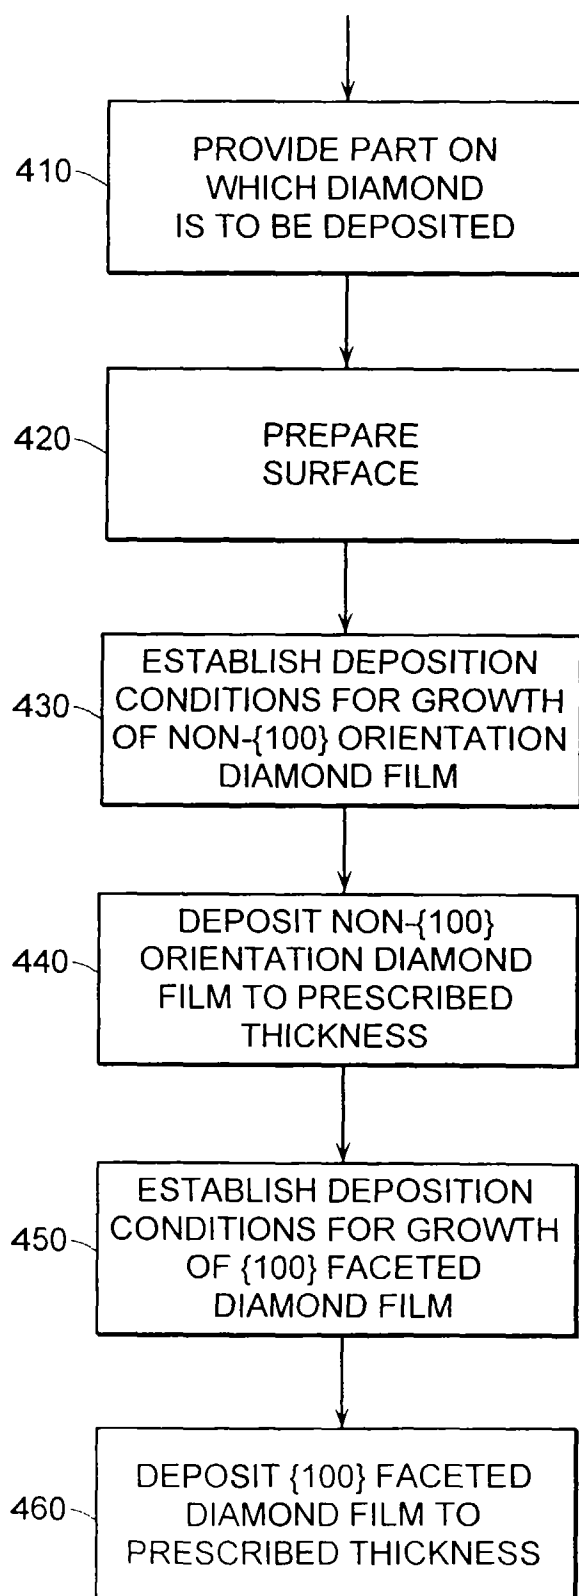 410
PROVIDE PART ON
WHICH DIAMOND
IS TO BE DEPOSITED
420
PREPARE
SURFACE
430
ESTABLISH DEPOSITION
CONDITIONS FOR GROWTH
OF NON-{100} ORIENTATION
DIAMOND FILM
440
DEPOSIT NON-{100}
ORIENTATION DIAMOND
FILM TO PRESCRIBED
THICKNESS
450
ESTABLISH DEPOSITION
CONDITIONS FOR GROWTH
OF {100} FACETED
DIAMOND FILM
460
DEPOSIT {100} FACETED
DIAMOND FILM TO
PRESCRIBED THICKNESS